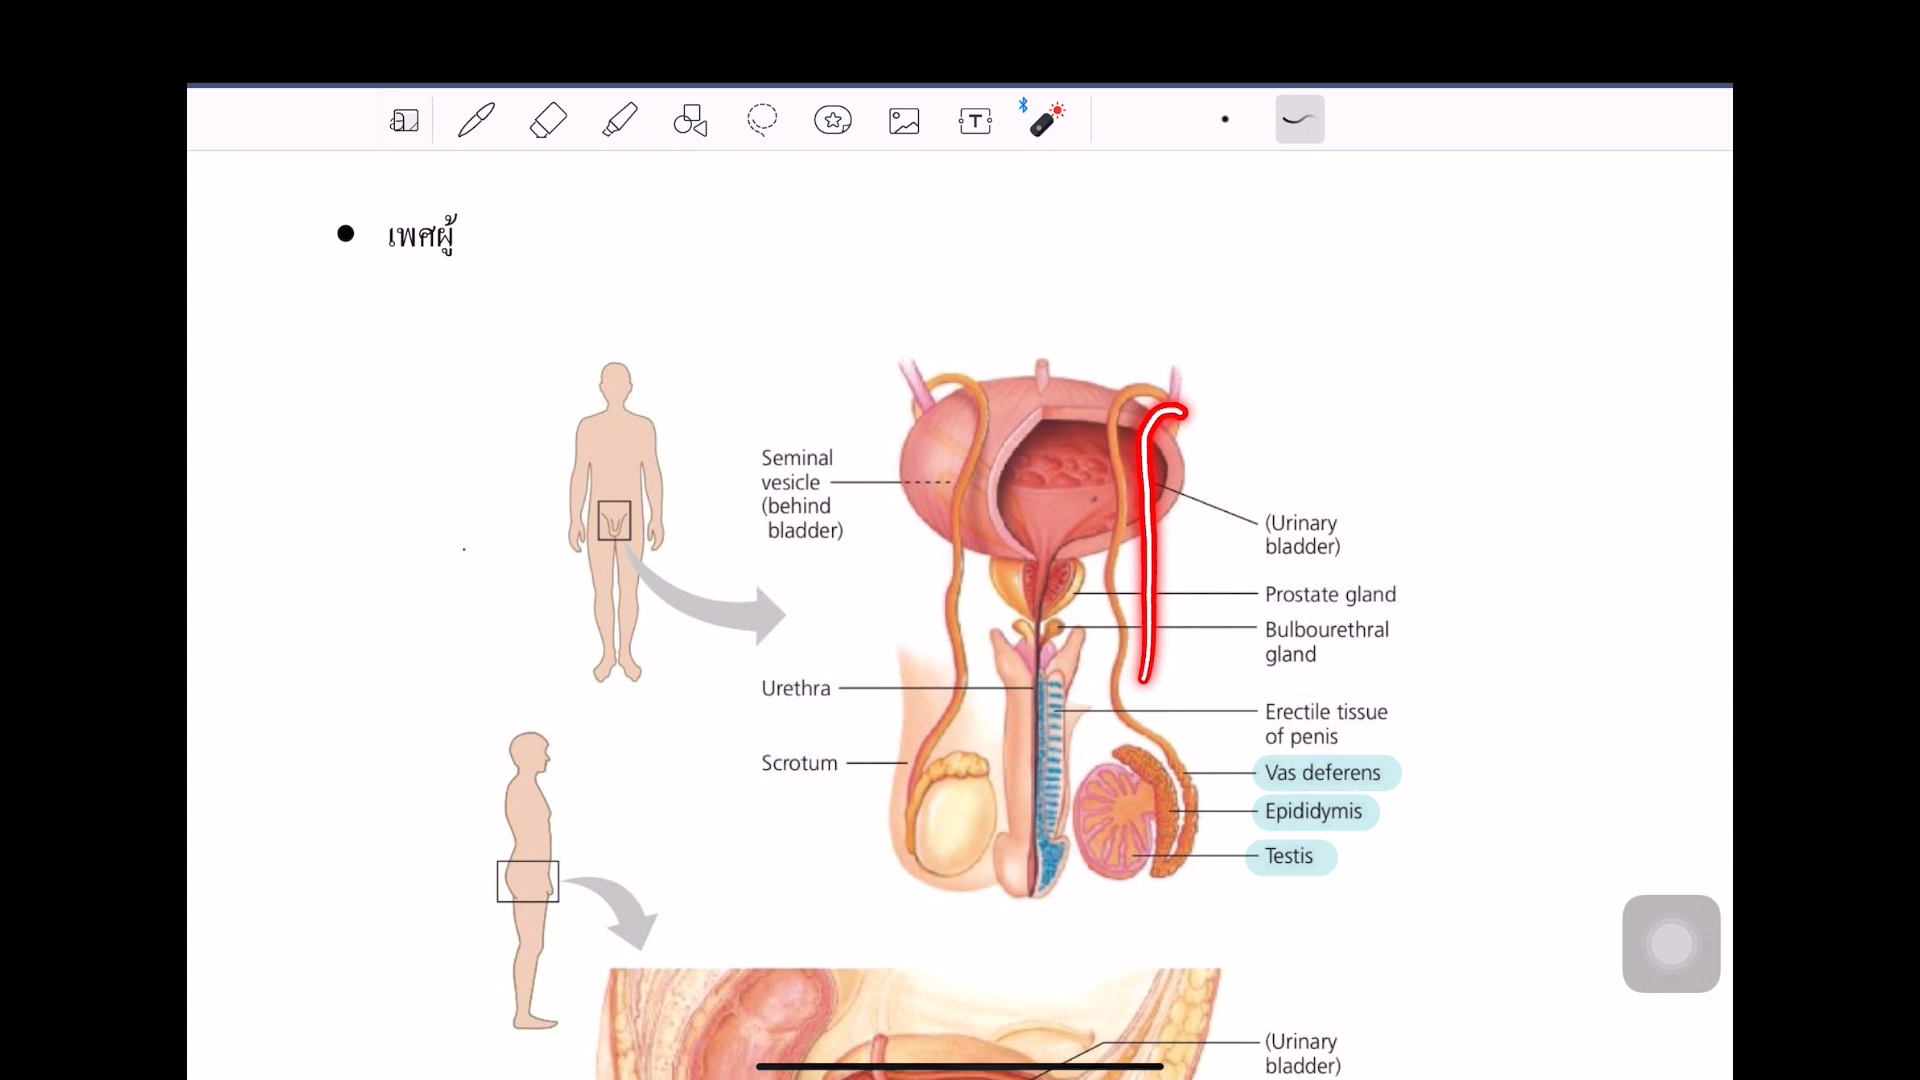 เพศผู้
Seminal
vesicle
(behind
bladder)
(Urinary
bladder)
Prostate gland
Bulbourethral
gland
Urethra
Erectile tissue
of penis
Scrotum
Vas deferens
Epididymis
Testis
(Urinary
bladder)